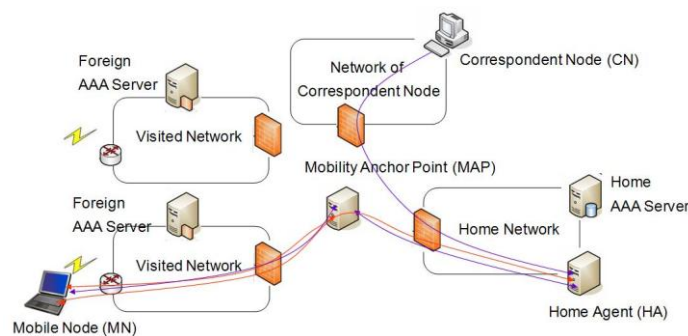 Foreign
AAA Server
Visited Network
Network of
Correspondent Node
Correspondent Node (CN)
Mobility Anchor Point (MAP)
Foreign
AAA Server
Visited Network
Home Network
Home
AAA Server
Mobile Node (MN)
Home Agent (HA)